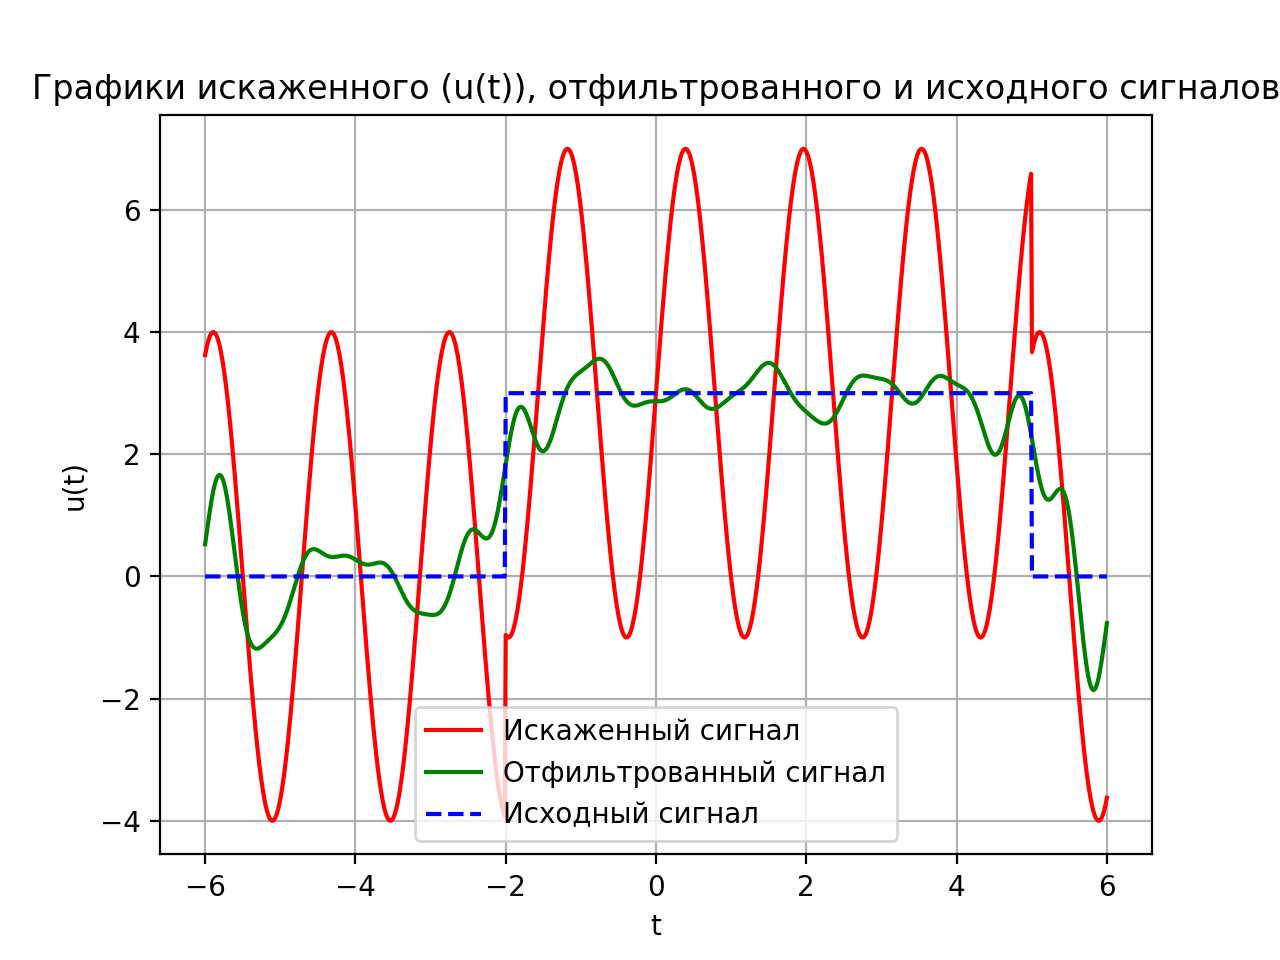 Графики искаженного (u(t)), отфильтрованного и исходного сигналов
6
4
2
0
−2
−4
u(t)
Искаженный сигнал
Отфильтрованный сигнал
Исходный сигнал
−6 −4 −2 0 2 4 6
t